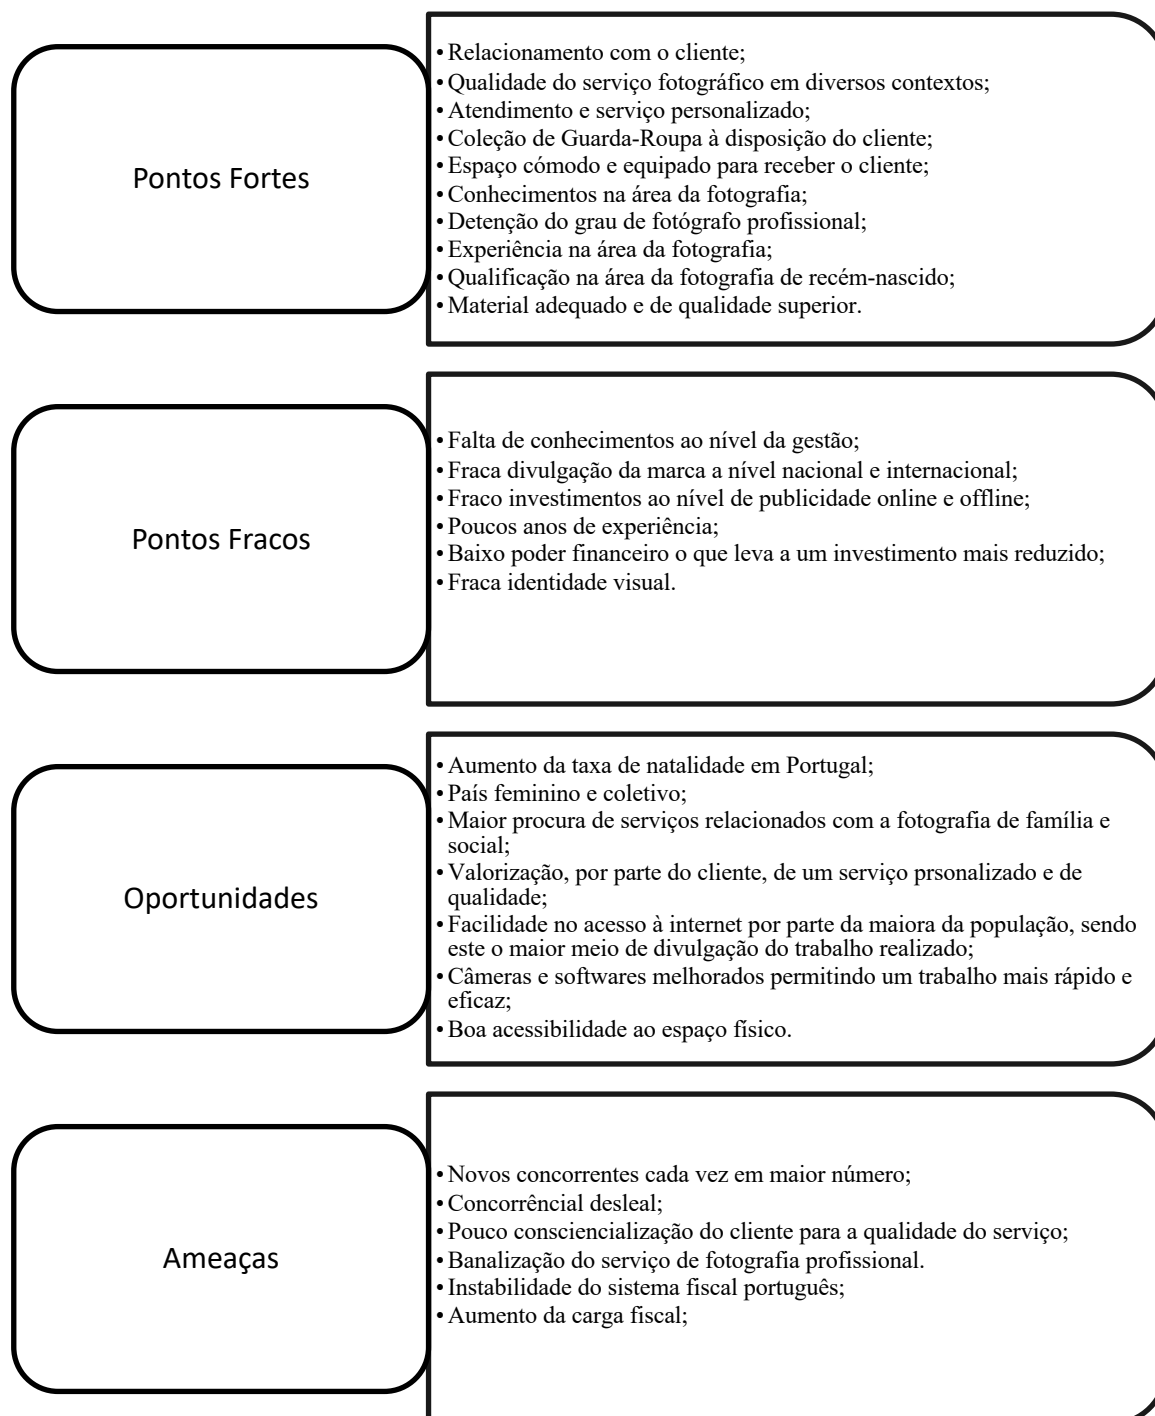 Pontos Fortes
• Relacionamento com o cliente;
• Qualidade do serviço fotográfico em diversos contextos;
• Atendimento e serviço personalizado;
• Coleção de Guarda-Roupa à disposição do cliente;
• Espaço cómodo e equipado para receber o cliente;
• Conhecimentos na área da fotografia;
• Detenção do grau de fotógrafo profissional;
• Experiência na área da fotografia;
• Qualificação na área da fotografia de recém-nascido;
• Material adequado e de qualidade superior.
Pontos Fracos
• Falta de conhecimentos ao nível da gestão;
• Fraca divulgação da marca a nível nacional e internacional;
• Fraco investimentos ao nível de publicidade online e offline;
• Poucos anos de experiência;
• Baixo poder financeiro o que leva a um investimento mais reduzido;
• Fraca identidade visual.
Oportunidades
• Aumento da taxa de natalidade em Portugal;
• País feminino e coletivo;
• Maior procura de serviços relacionados com a fotografia de família e
social;
• Valorização, por parte do cliente, de um serviço prsonalizado e de
qualidade;
• Facilidade no acesso à internet por parte da maiora da população, sendo
este o maior meio de divulgação do trabalho realizado;
• Câmeras e softwares melhorados permitindo um trabalho mais rápido e
eficaz;
• Boa acessibilidade ao espaço físico.
Ameaças
• Novos concorrentes cada vez em maior número;
• Concorrêncial desleal;
• Pouco consciencialização do cliente para a qualidade do serviço;
• Banalização do serviço de fotografia profissional.
• Instabilidade do sistema fiscal português;
• Aumento da carga fiscal;